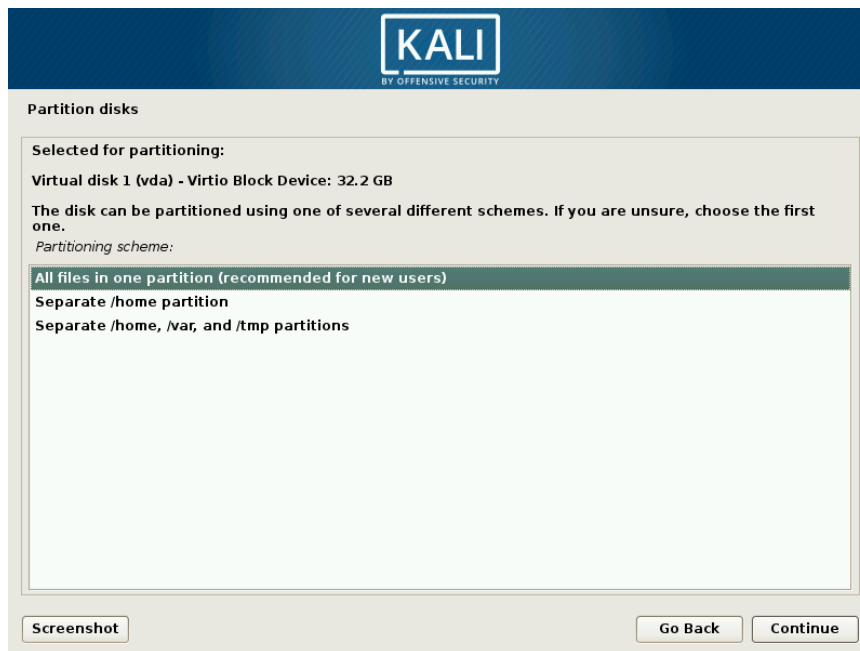 KALI
BY OFFENSIVE SECURITY
Partition disks
Selected for partitioning:
Virtual disk 1 (vda) - Virtio Block Device: 32.2 GB
The disk can be partitioned using one of several different schemes. If you are unsure, choose the first
one.
Partitioning scheme:
All files in one partition (recommended for new users)
Separate /home partition
Separate /home, /var, and /tmp partitions
Screenshot
Go Back
Continue